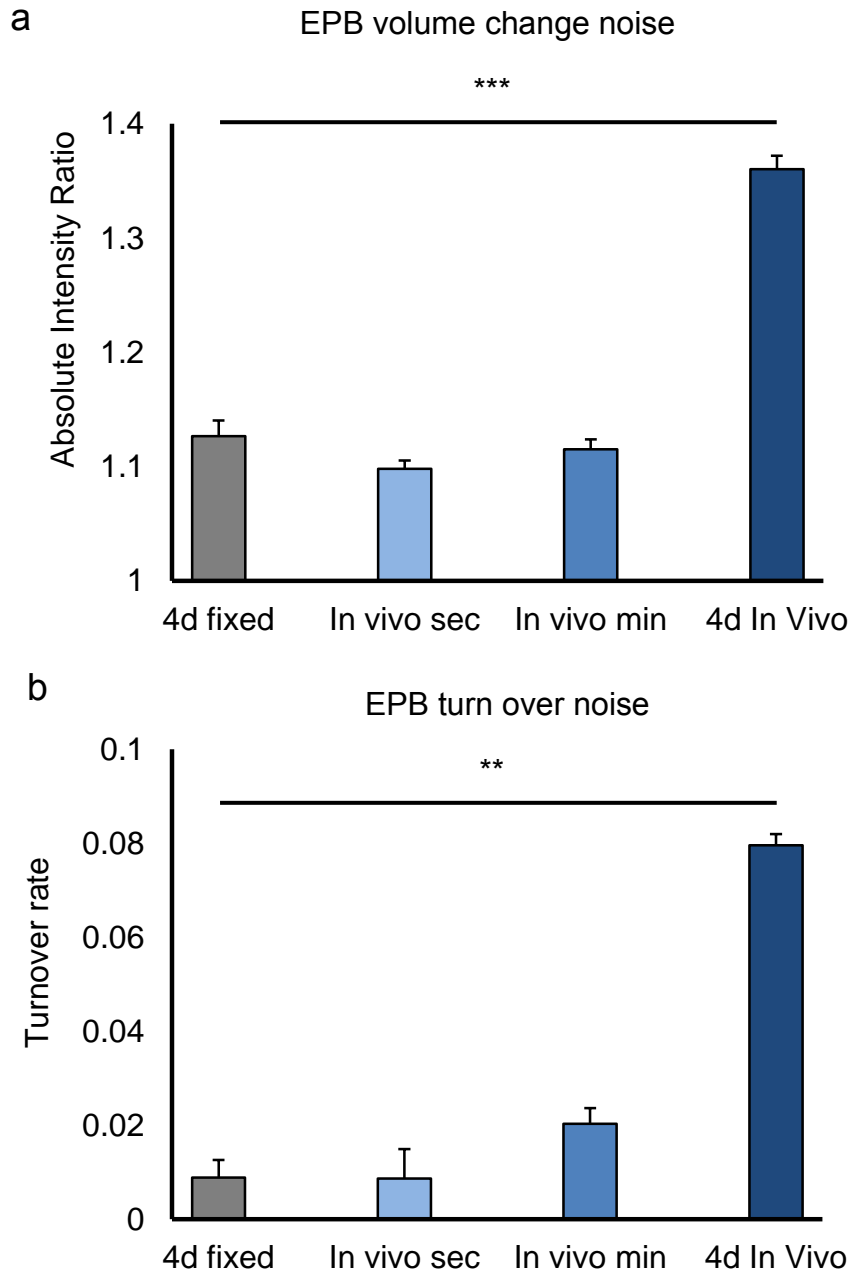 a
EPB volume change noise
***
1.4
1.3
1.2
1.1
1
Absolute Intensity Ratio
4d fixed In vivo sec In vivo min 4d In Vivo
b
EPB turn over noise
**
0.1
0.08
0.06
0.04
0.02
0
Turnover rate
4d fixed In vivo sec In vivo min 4d In Vivo